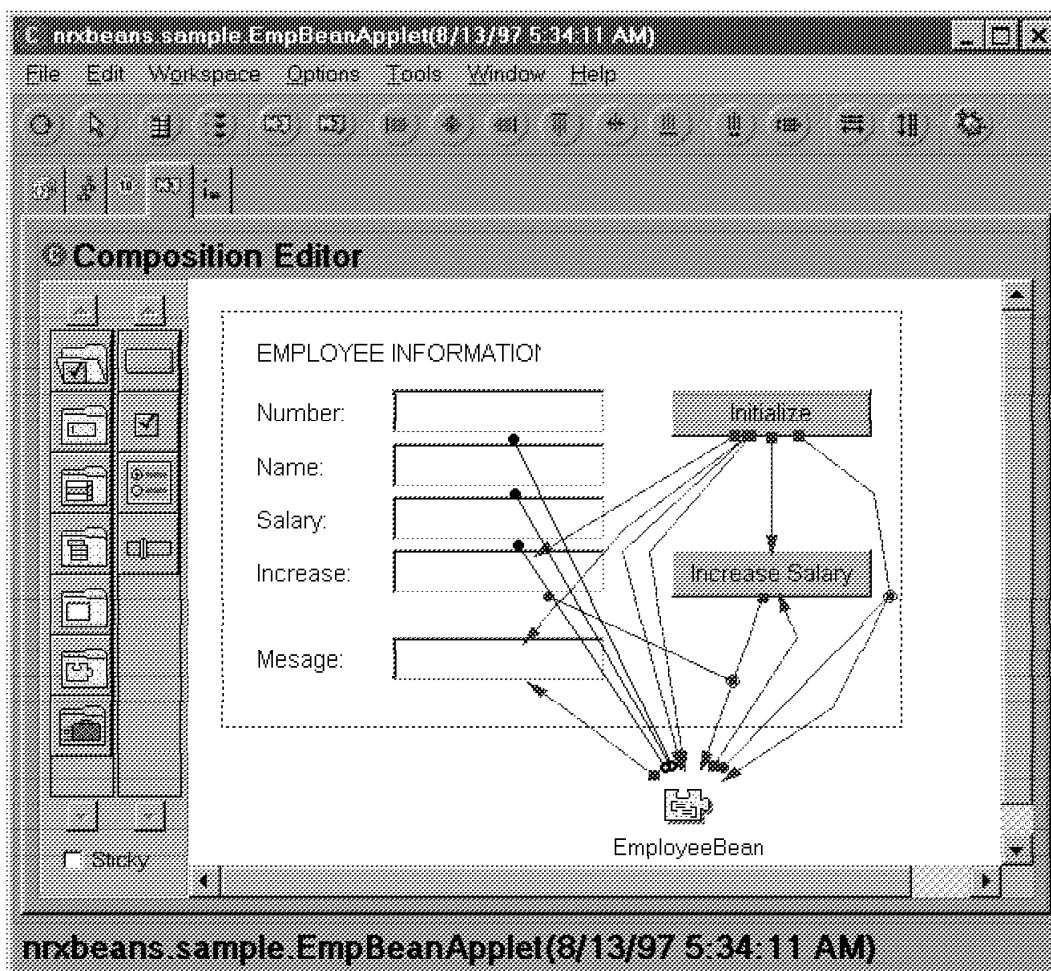 nrxbeans.sample.EmpBeanApplet(8/13/97 5:34:11 AM)
File Edit Workspace Options Tools Window Help
Composition Editor
EMPLOYEE INFORMATION
Number:
Initialize
Name:
Salary:
Increase:
Increase Salary
Mesage:
EmployeeBean
Sticky
nrxbeans.sample.EmpBeanApplet(8/13/97 5:34:11 AM)